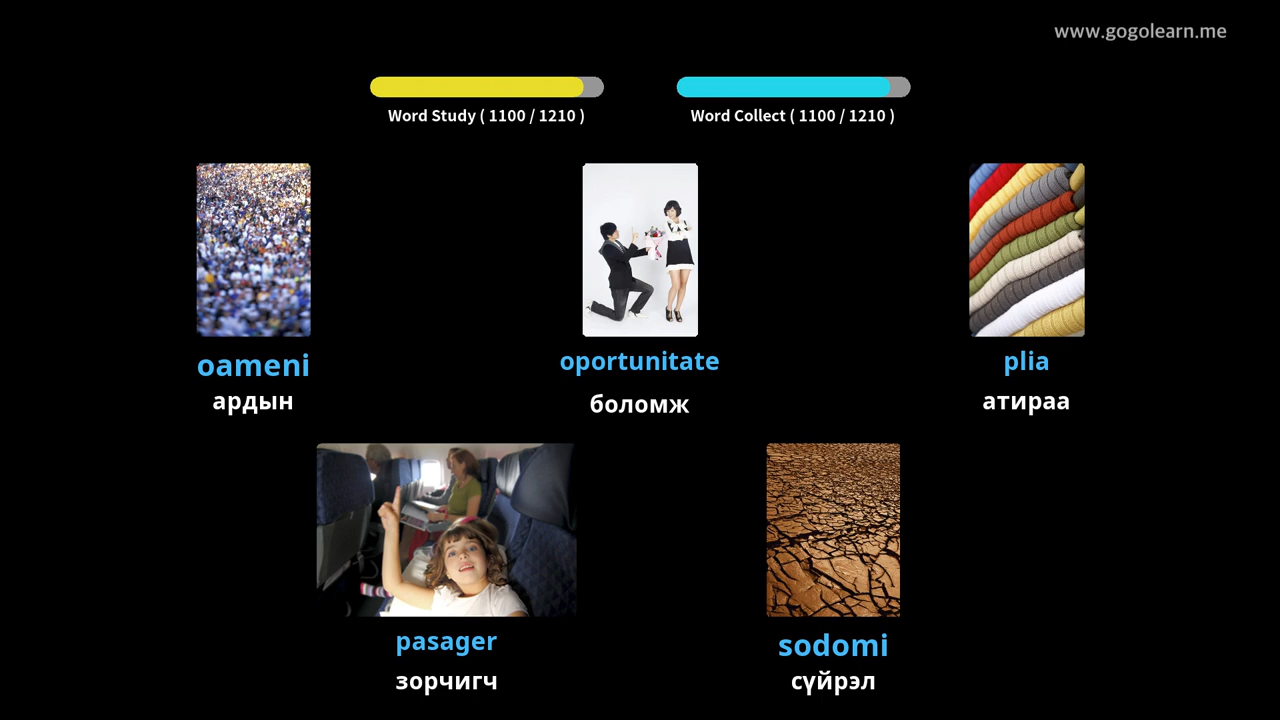 www.gogolearn.me
Word Study ( 1100 / 1210 )
Word Collect ( 1100 / 1210 )
oameni
ардын
oportunitate
боломж
plia
атираа
pasager
зорчигч
sodomi
сүйрэл